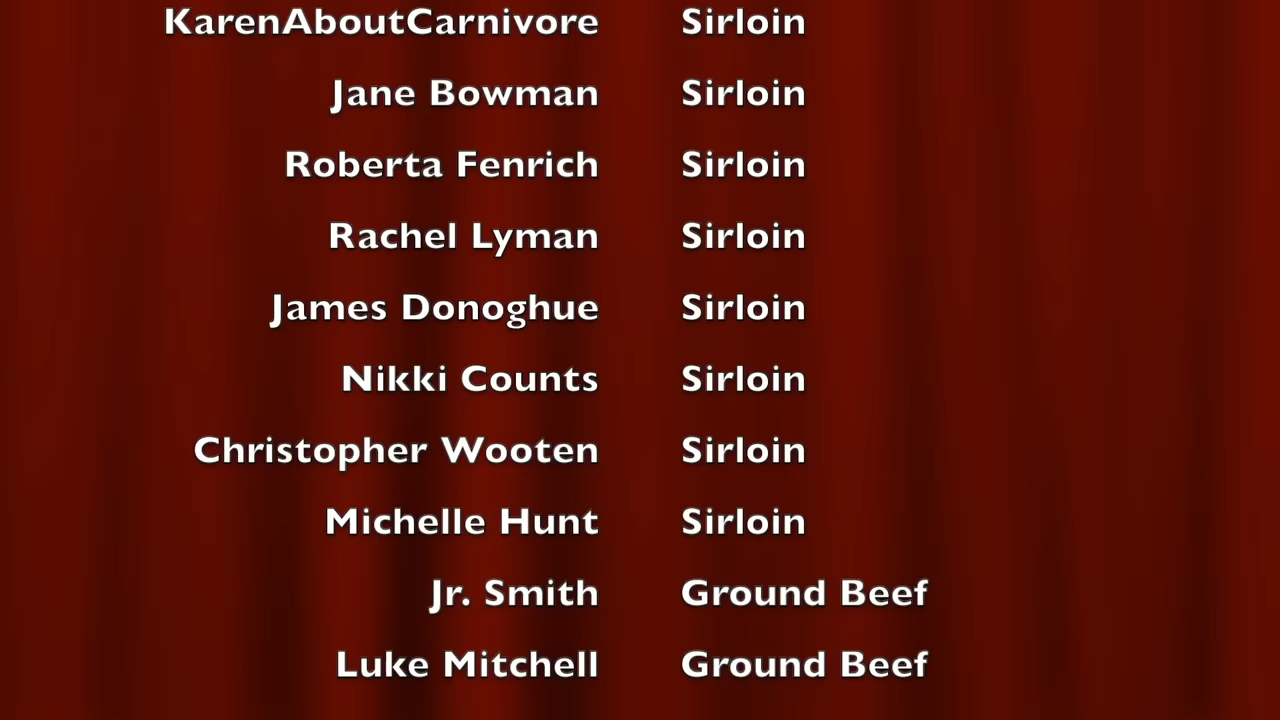 KarenAboutCarnivore Sirloin
Jane Bowman Sirloin
Roberta Fenrich Sirloin
Rachel Lyman Sirloin
James Donoghue Sirloin
Nikki Counts Sirloin
Christopher Wooten Sirloin
Michelle Hunt Sirloin
Jr. Smith Ground Beef
Luke Mitchell Ground Beef